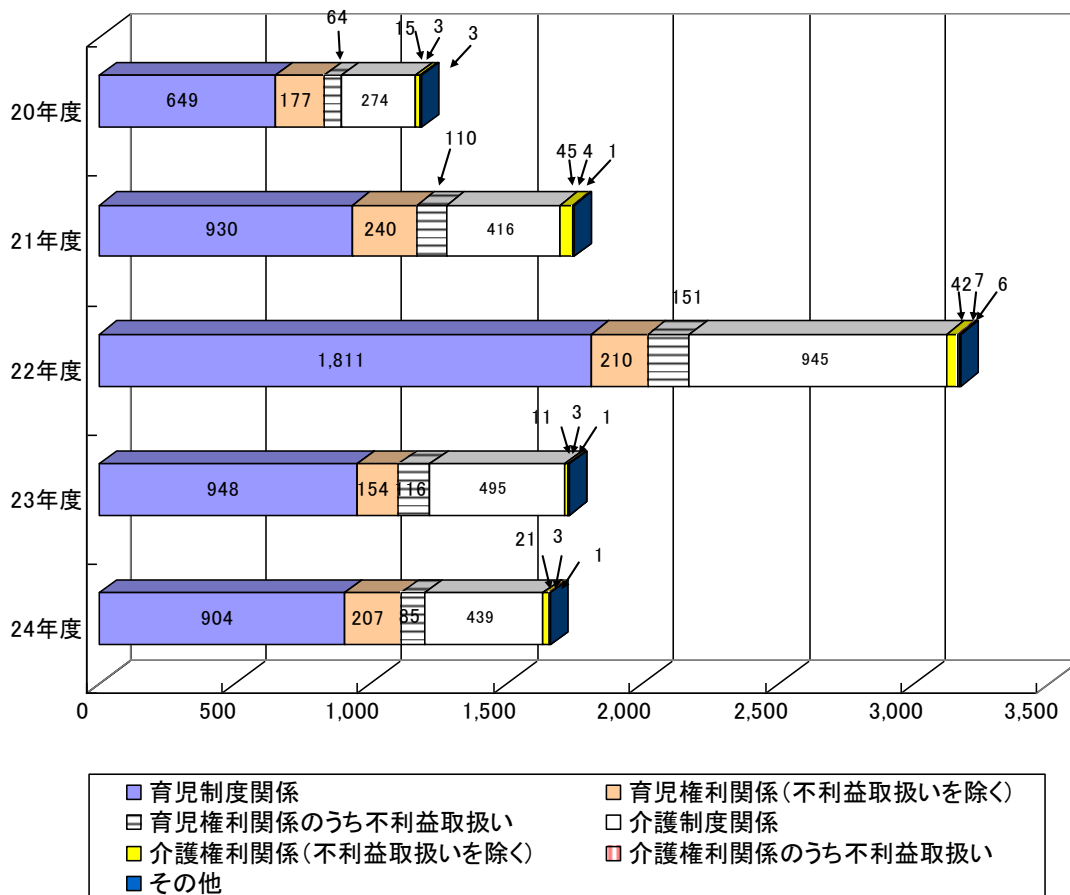 64 15 3 3
20年度 649 177 274
110 45 4 1
21年度 930 240 416
151 42 7 6
22年度 1,811 210 945
11 3 1
23年度 948 154 116 495
21 3 1
24年度 904 207 85 439
0 500 1,000 1,500 2,000 2,500 3,000 3,500
育児制度関係 育児権利関係(不利益取扱いを除く)
育児権利関係のうち不利益取扱い 介護制度関係
介護権利関係(不利益取扱いを除く) 介護権利関係のうち不利益取扱い
その他